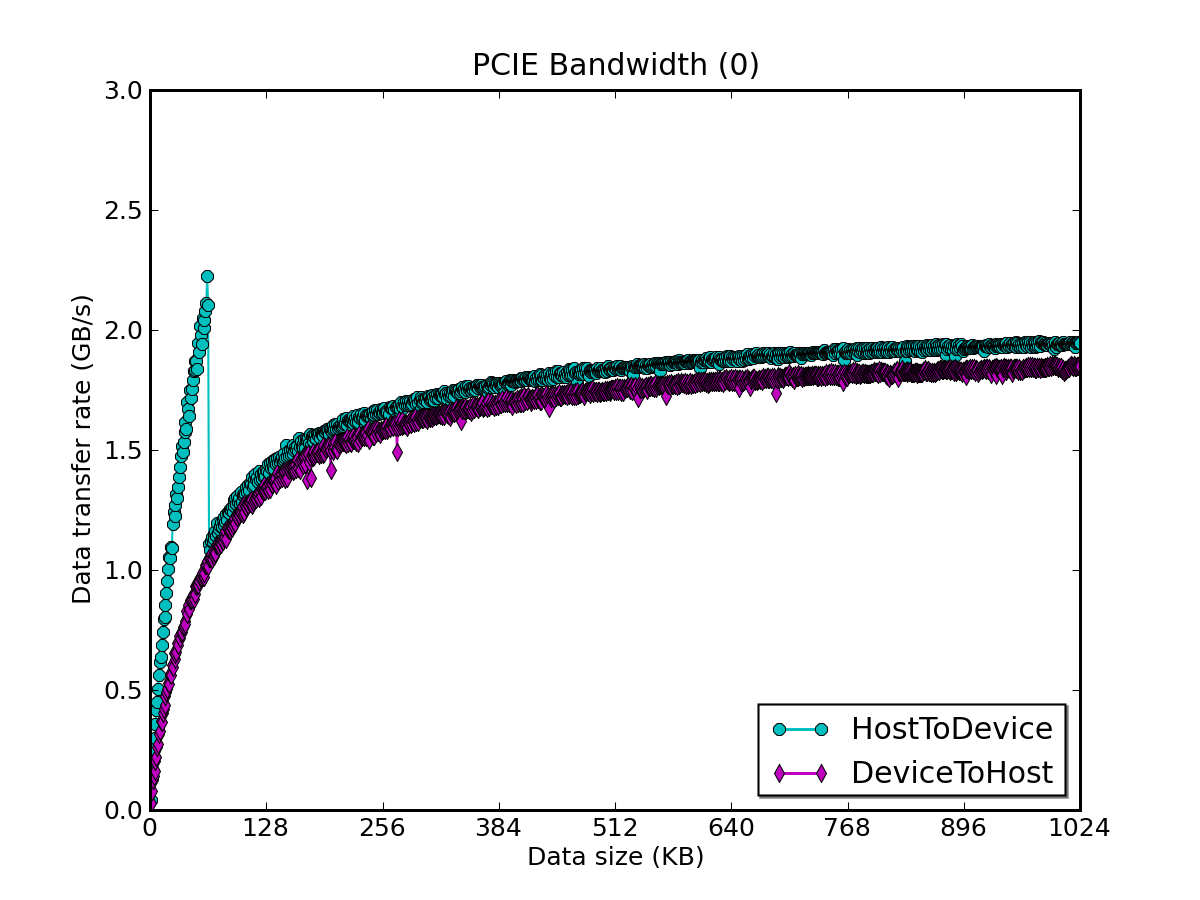 PCIE Bandwidth (0)
3.0
2.5
2.0
1.5
1.0
0.5
0.0
Data transfer rate (GB/s)
0 128 256 384 512 640 768 896 1024
Data size (KB)
HostToDevice
DeviceToHost